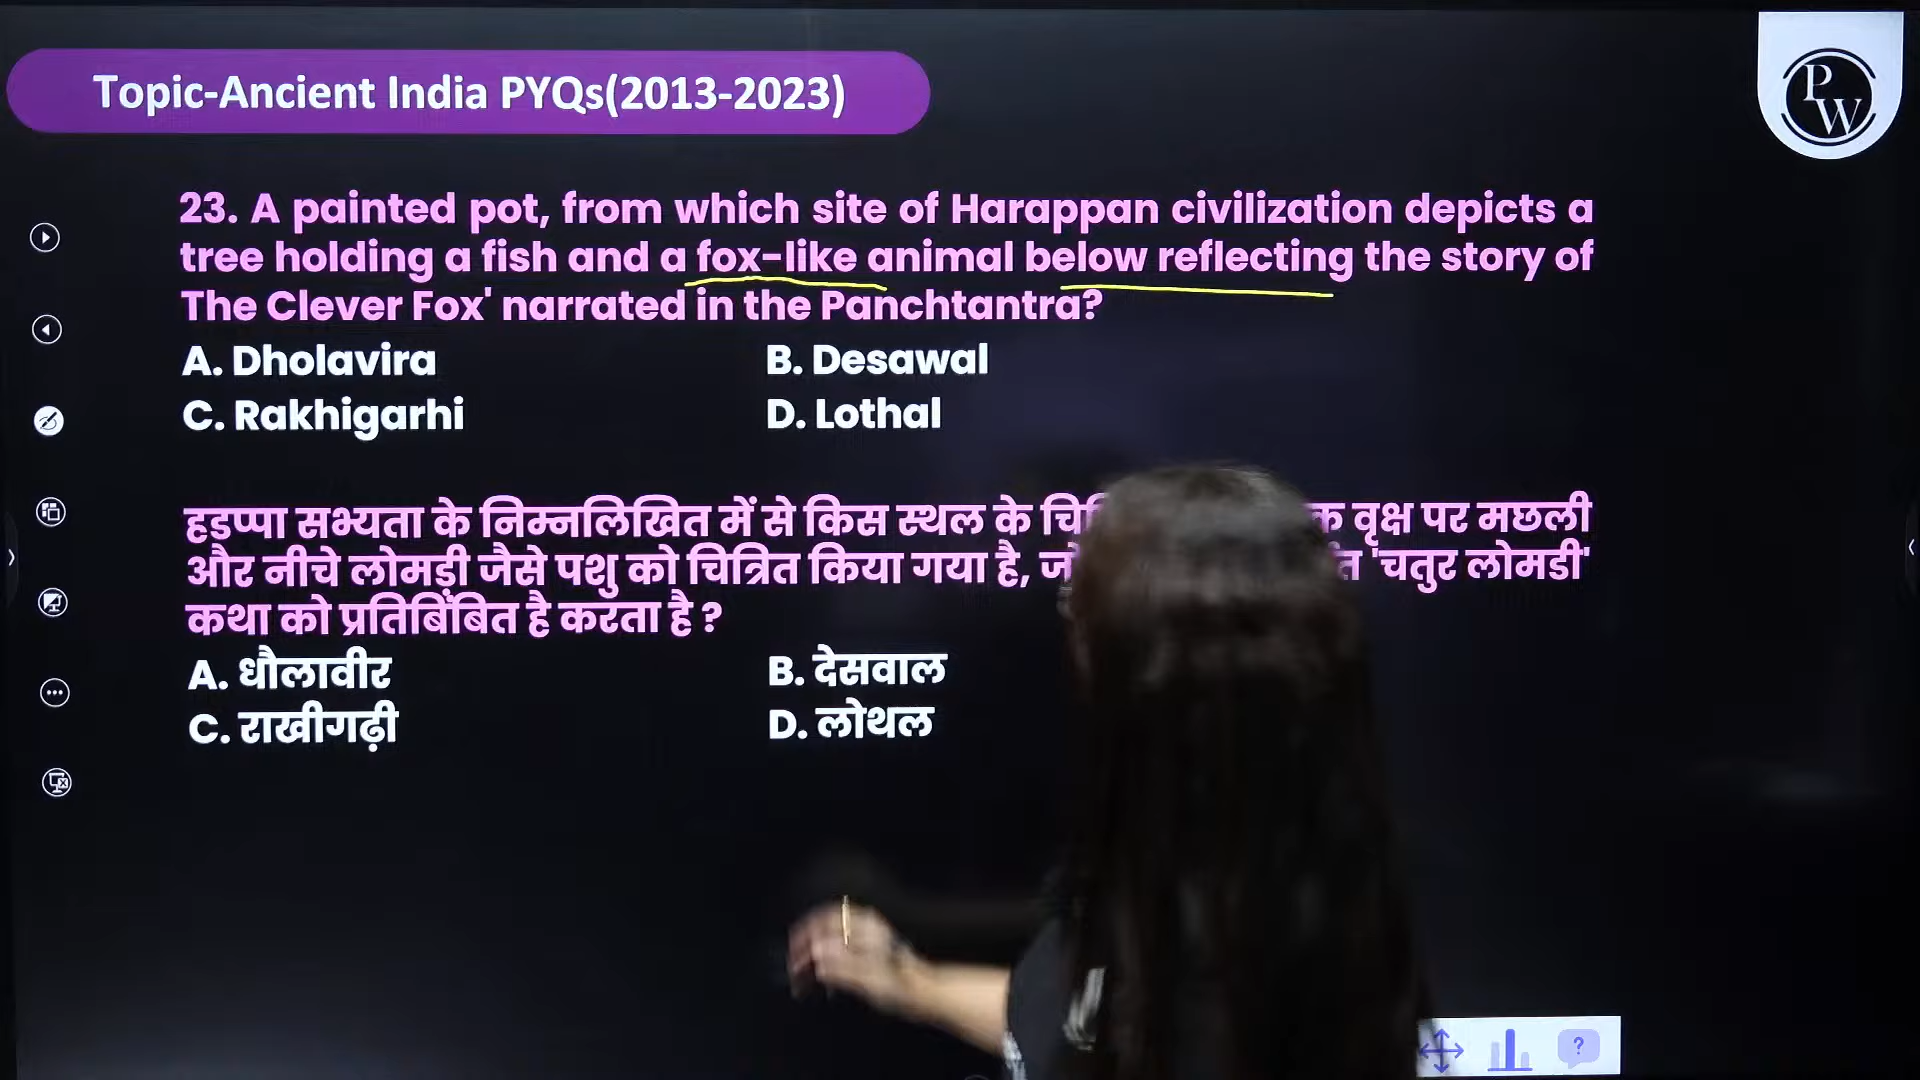 Topic-Ancient India PYQs(2013-2023)
PW
23. A painted pot, from which site of Harappan civilization depicts a
tree holding a fish and a fox-like animal below reflecting the story of
The Clever Fox' narrated in the Panchtantra?
A. Dholavira B. Desawal
C. Rakhigarhi D. Lothal
हडप्पा सभ्यता के निम्नलिखित में से किस स्थल के वृक्ष पर मछली
और नीचे लोमड़ी जैसे पशु को चित्रित किया गया है, 'चतुर लोमडी'
कथा को प्रतिबिंबित है करता है ?
A. धौलावीर B. देसवाल
C. राखीगढ़ी D. लोथल
?